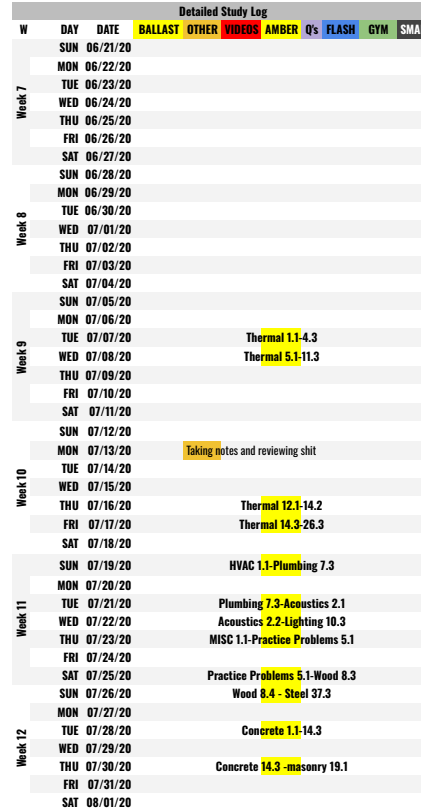 Detailed Study Log
W DAY DATE BALLAST OTHER VIDEOS AMBER Q's FLASH GYM SMA
Week 7
SUN 06/21/20
MON 06/22/20
TUE 06/23/20
WED 06/24/20
THU 06/25/20
FRI 06/26/20
SAT 06/27/20
Week 8
SUN 06/28/20
MON 06/29/20
TUE 06/30/20
WED 07/01/20
THU 07/02/20
FRI 07/03/20
SAT 07/04/20
Week 9
SUN 07/05/20
MON 07/06/20
TUE 07/07/20 Thermal 1.1-4.3
WED 07/08/20 Thermal 5.1-11.3
THU 07/09/20
FRI 07/10/20
SAT 07/11/20
Week 10
SUN 07/12/20
MON 07/13/20 Taking notes and reviewing shit
TUE 07/14/20
WED 07/15/20
THU 07/16/20 Thermal 12.1-14.2
FRI 07/17/20 Thermal 14.3-26.3
SAT 07/18/20
Week 11
SUN 07/19/20 HVAC 1.1-Plumbing 7.3
MON 07/20/20
TUE 07/21/20 Plumbing 7.3-Acoustics 2.1
WED 07/22/20 Acoustics 2.2-Lighting 10.3
THU 07/23/20 MISC 1.1-Practice Problems 5.1
FRI 07/24/20
SAT 07/25/20 Practice Problems 5.1-Wood 8.3
Week 12
SUN 07/26/20 Wood 8.4 - Steel 37.3
MON 07/27/20
TUE 07/28/20 Concrete 1.1-14.3
WED 07/29/20
THU 07/30/20 Concrete 14.3 -masonry 19.1
FRI 07/31/20
SAT 08/01/20